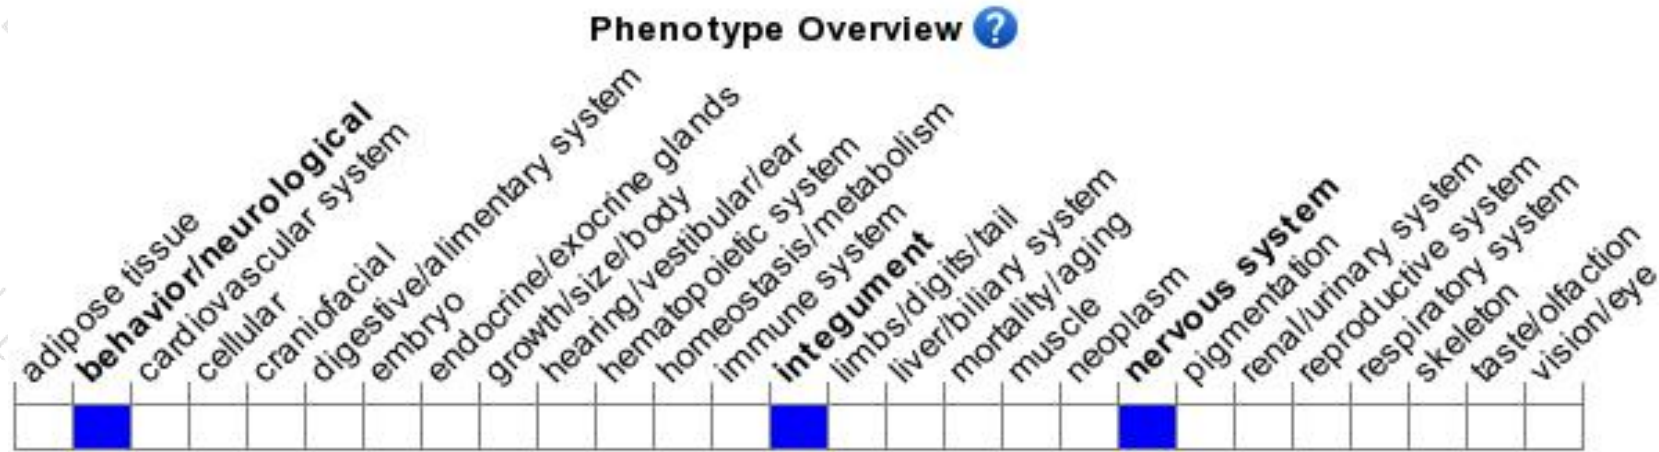 Phenotype Overview ?
adipose tissue
behavior/neurological
cardiovascular system
cellular
craniofacial
digestive/alimentary system
embryo
endocrine/exocrine glands
growth/size/body
hearing/vestibular/ear
hematopoietic system
homeostasis/metabolism
immune system
integument
limbs/digits/tail
liver/biliary system
mortality/aging
muscle
neoplasm
nervous system
pigmentation
renal/urinary system
reproductive system
respiratory system
skeleton
taste/olfaction
vision/eye